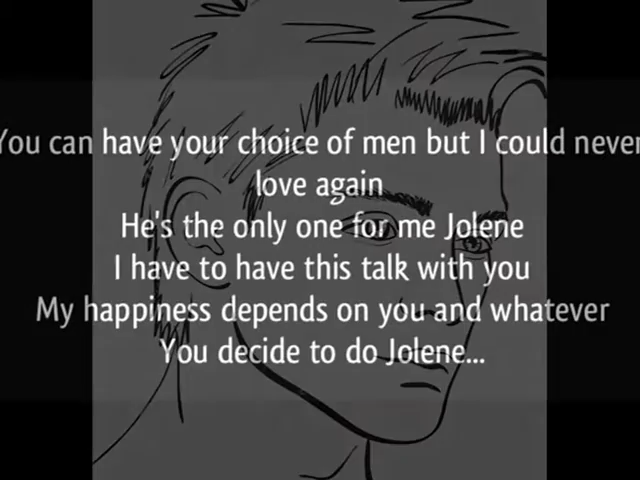 You can have your choice of men but I could never
love again
He's the only one for me Jolene
I have to have this talk with you
My happiness depends on you and whatever
You decide to do Jolene...